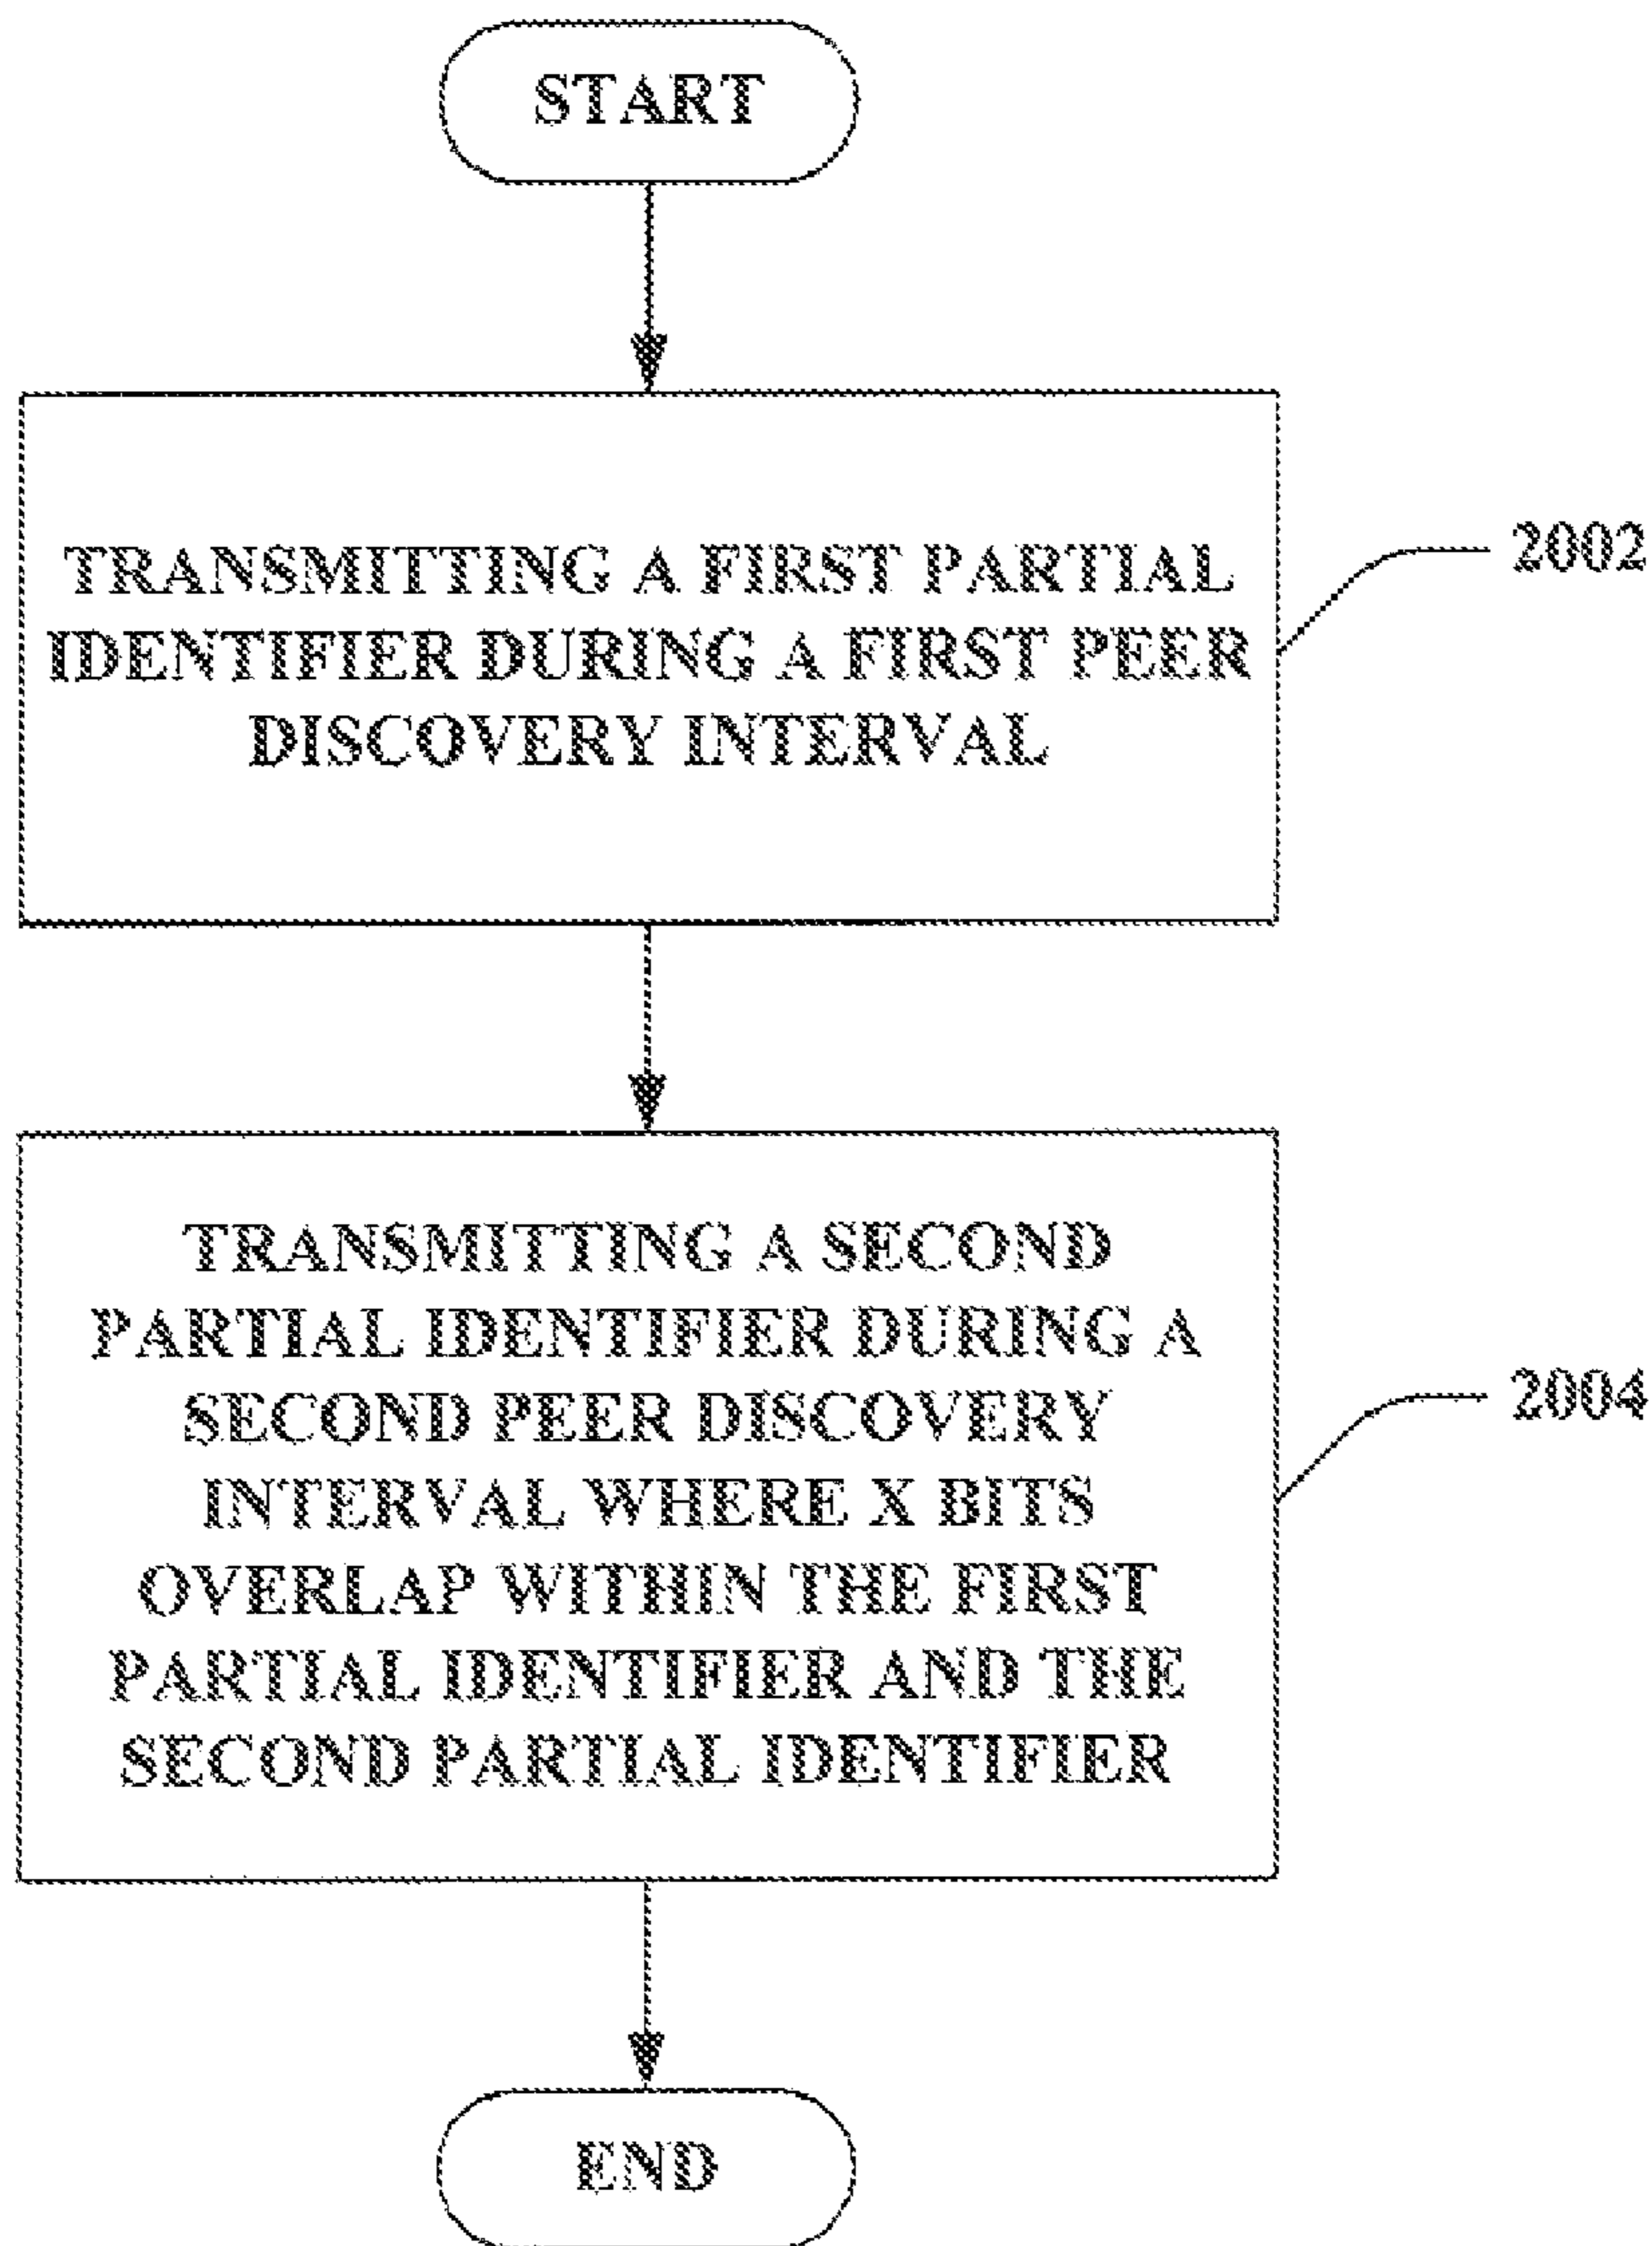 START
TRANSMITTING A FIRST PARTIAL
IDENTIFIER DURING A FIRST PEER
DISCOVERY INTERVAL
2002
TRANSMITTING A SECOND
PARTIAL IDENTIFIER DURING A
SECOND PEER DISCOVERY
INTERVAL WHERE X BITS
OVERLAP WITHIN THE FIRST
PARTIAL IDENTIFIER AND THE
SECOND PARTIAL IDENTIFIER
2004
END